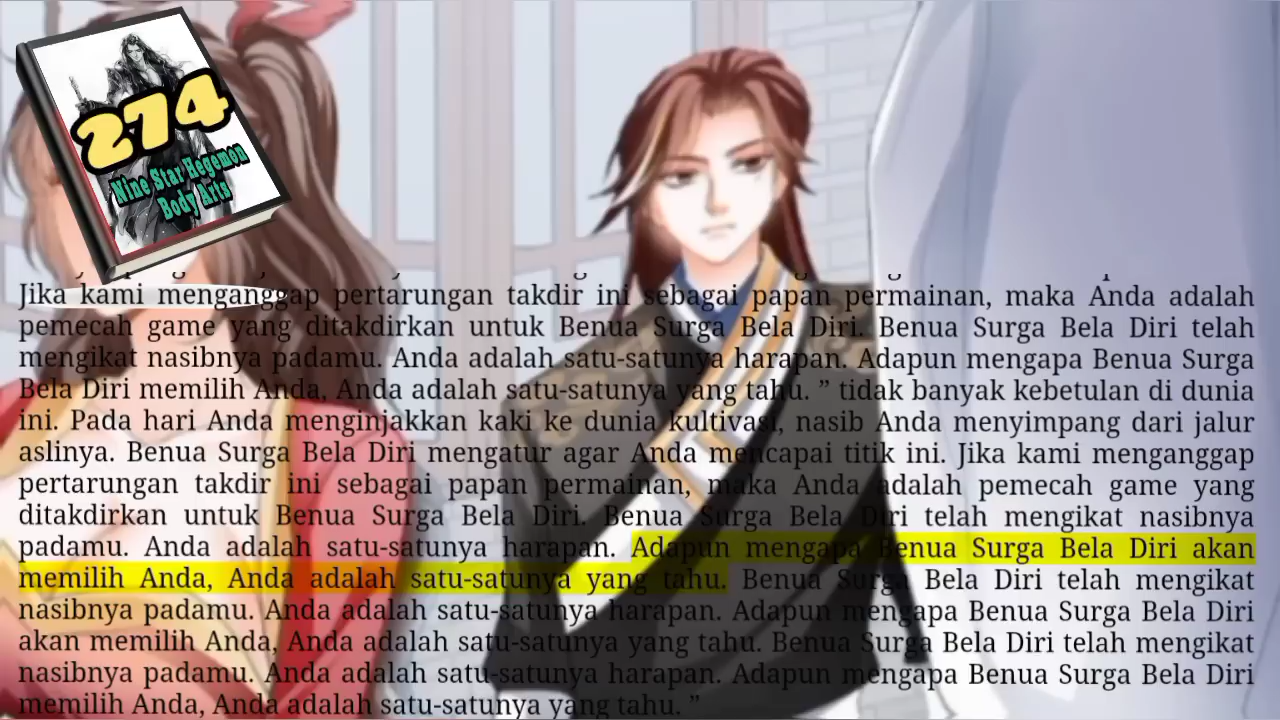 274
Nine Star Hegemon
Body Arts
Jika kami menganggap pertarungan takdir ini sebagai papan permainan, maka Anda adalah
pemecah game yang ditakdirkan untuk Benua Surga Bela Diri. Benua Surga Bela Diri telah
mengikat nasibnya padamu. Anda adalah satu-satunya harapan. Adapun mengapa Benua Surga
Bela Diri memilih Anda, Anda adalah satu-satunya yang tahu. ” tidak banyak kebetulan di dunia
ini. Pada hari Anda menginjakkan kaki ke dunia kultivasi, nasib Anda menyimpang dari jalur
aslinya. Benua Surga Bela Diri mengatur agar Anda mencapai titik ini. Jika kami menganggap
pertarungan takdir ini sebagai papan permainan, maka Anda adalah pemecah game yang
ditakdirkan untuk Benua Surga Bela Diri. Benua Surga Bela Diri telah mengikat nasibnya
padamu. Anda adalah satu-satunya harapan. Adapun mengapa Benua Surga Bela Diri akan
memilih Anda, Anda adalah satu-satunya yang tahu. Benua Surga Bela Diri telah mengikat
nasibnya padamu. Anda adalah satu-satunya harapan. Adapun mengapa Benua Surga Bela Diri
akan memilih Anda, Anda adalah satu-satunya yang tahu. Benua Surga Bela Diri telah mengikat
nasibnya padamu. Anda adalah satu-satunya harapan. Adapun mengapa Benua Surga Bela Diri
memilih Anda, Anda adalah satu-satunya yang tahu. ”